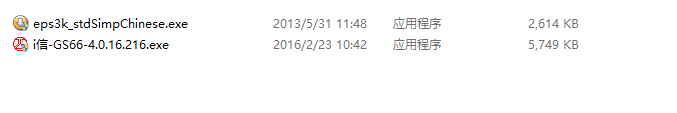 eps3k_stdSimpChinese.exe 2013/5/31 11:48 应用程序 2,614 KB
i信-GS66-4.0.16.216.exe 2016/2/23 10:42 应用程序 5,749 KB